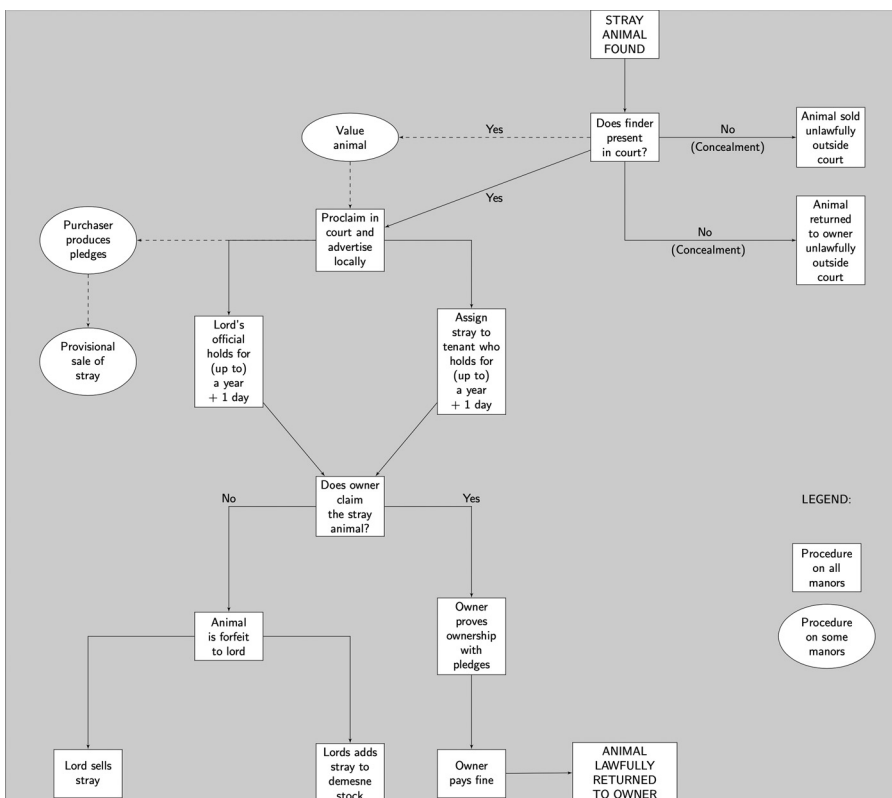 STRAY
ANIMAL
FOUND
Does finder
present
in court?
Yes
No
(Concealment)
Animal sold
unlawfully
outside
court
Value
animal
Yes
No
(Concealment)
Animal
returned
to owner
unlawfully
outside
court
Proclaim in
court and
advertise
locally
Purchaser
produces
pledges
Provisional
sale of
stray
Lord's
official
holds for
(up to)
a year
+ 1 day
Assign
stray to
tenant who
holds for
(up to)
a year
+ 1 day
Does owner
claim
the stray
animal?
No
Yes
LEGEND:
Procedure
on all
manors
Procedure
on some
manors
Animal
is forfeit
to lord
Owner
proves
ownership
with
pledges
Lord sells
stray
Lords adds
stray to
demesne
stock
Owner
pays fine
ANIMAL
LAWFULLY
RETURNED
TO OWNER